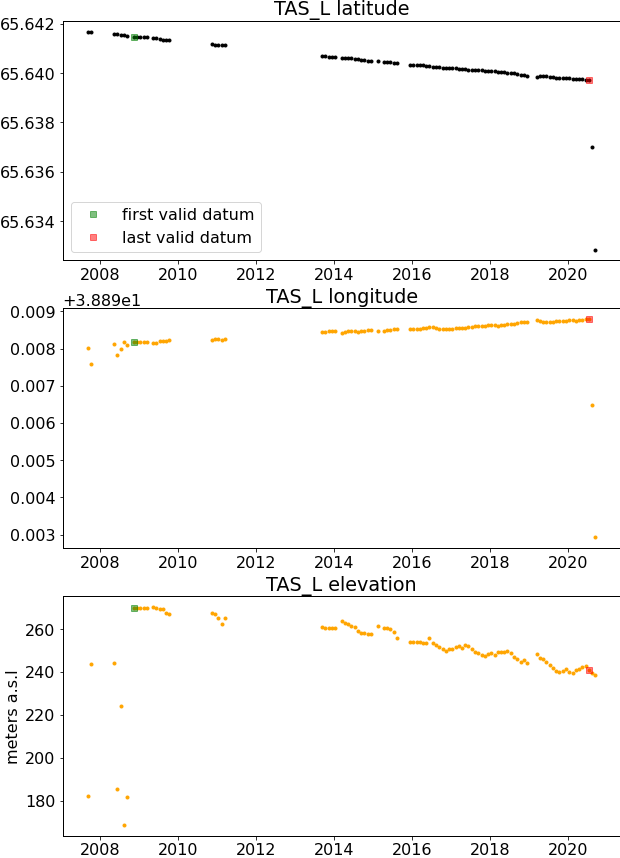 TAS_L latitude
65.642
65.640
65.638
65.636
65.634
first valid datum
last valid datum
2008 2010 2012 2014 2016 2018 2020
+3.889e1
TAS_L longitude
0.009
0.008
0.007
0.006
0.005
0.004
0.003
2008 2010 2012 2014 2016 2018 2020
TAS_L elevation
meters a.s.l
260
240
220
200
180
2008 2010 2012 2014 2016 2018 2020